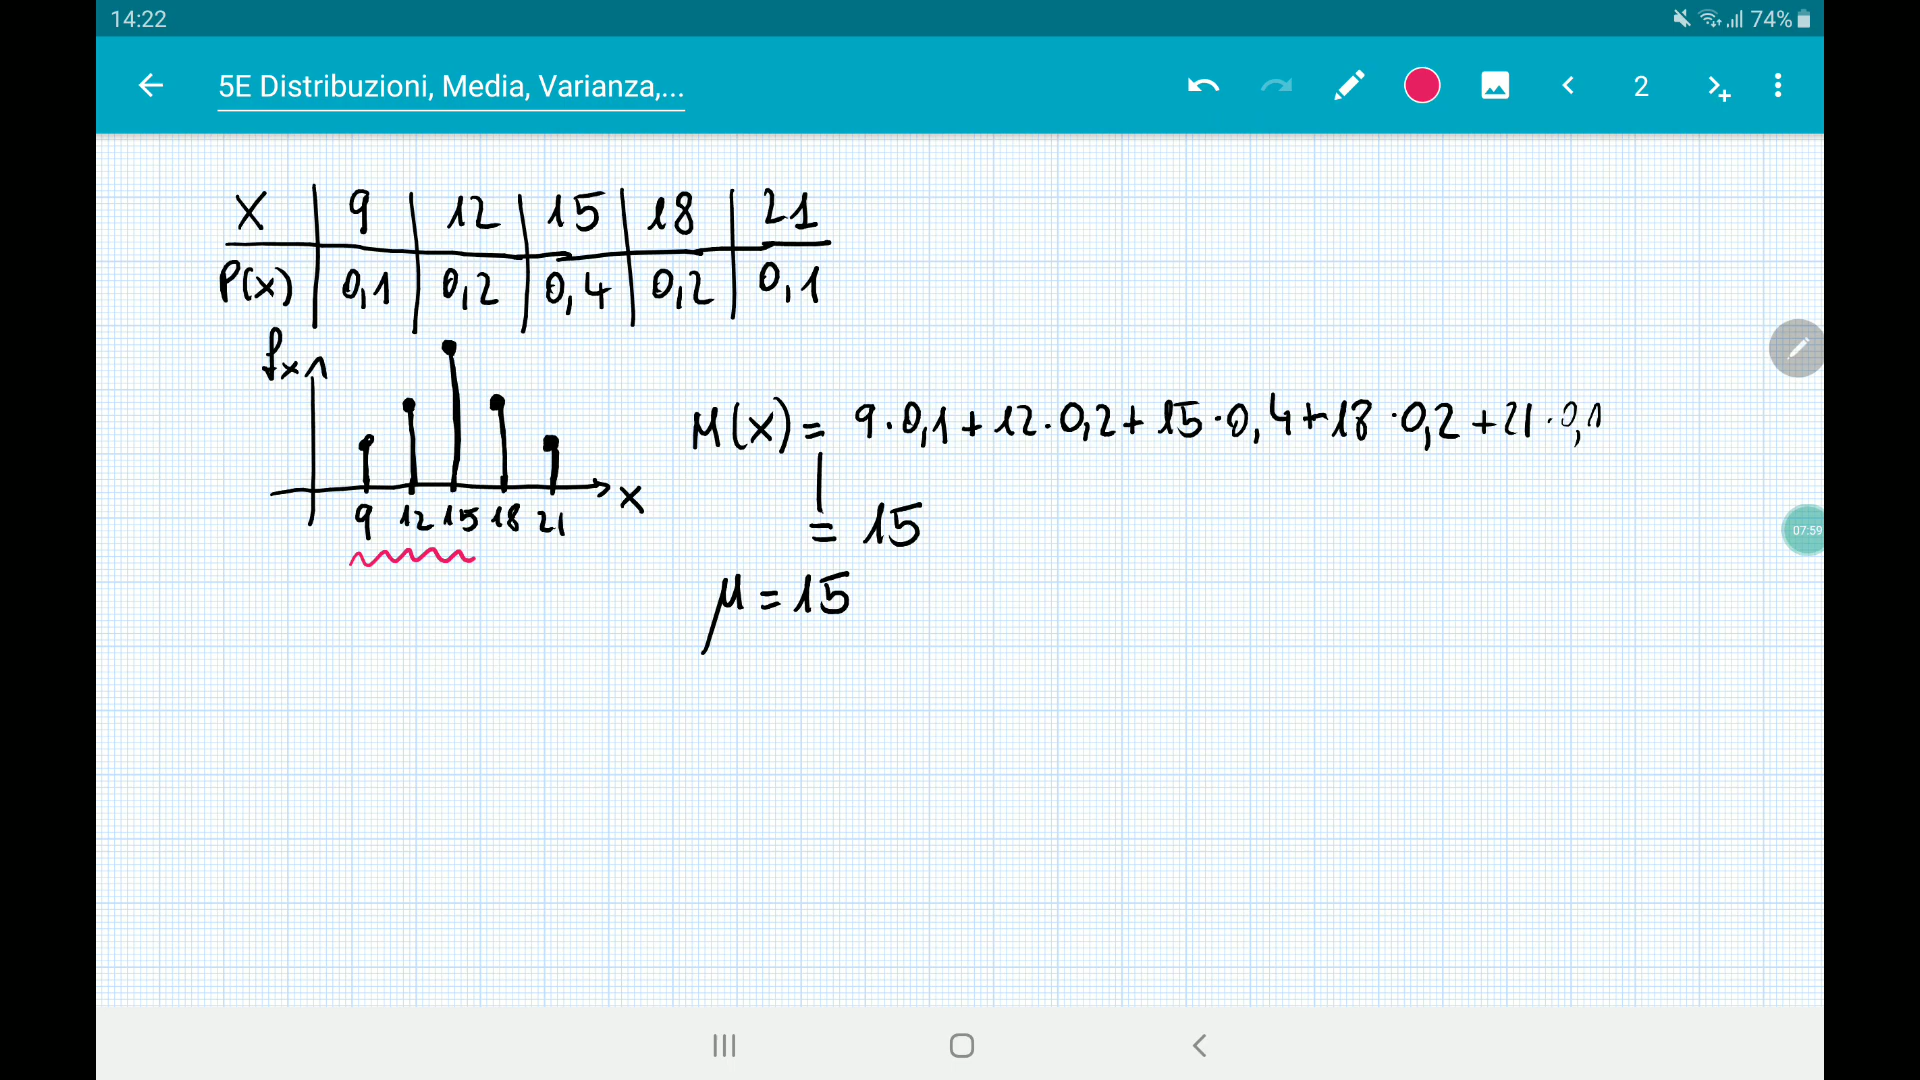 14:22
74%
5E Distribuzioni, Media, Varianza,...
2
X 9 12 15 18 21
P(x) 0,1 0,2 0,4 0,2 0,1
fx
M(X) = 9·0,1+12·0,2+15·0,4+18·0,2+21·0,1
x
9 12 15 18 21
= 15
07:59
μ = 15